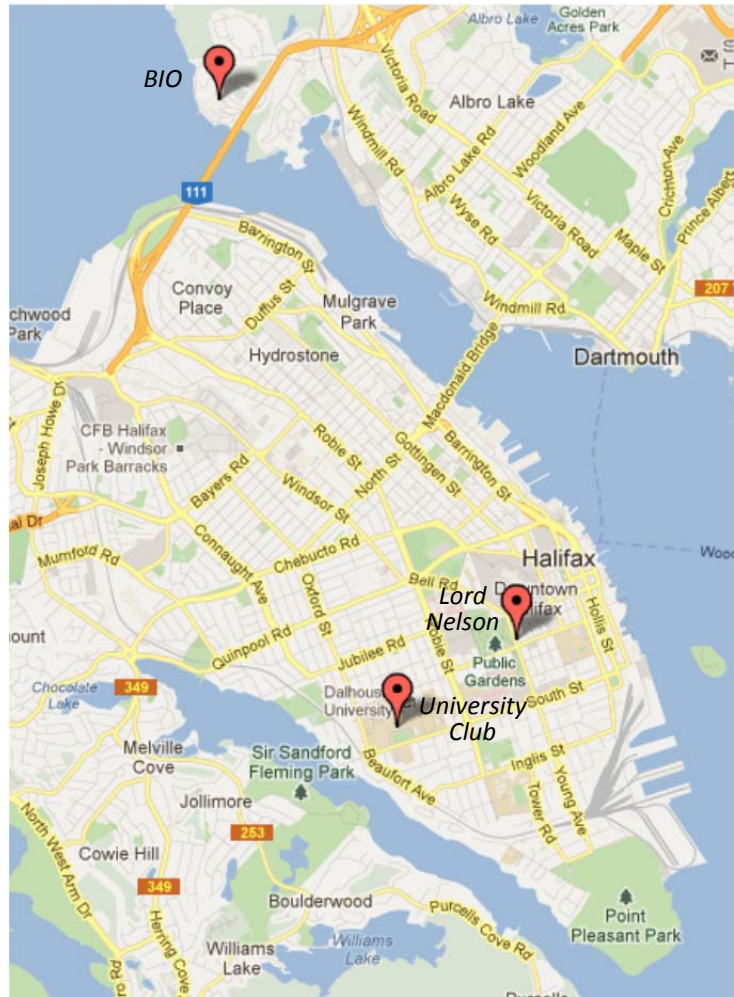 Golden
Acres Park
Albro Lake
BIO
Victoria Road
Albro Lake
Windmill Rd
Woodland Ave
Crichton Ave
Albro Lake Rd
Prince Albert
111
Wyse Rd
Victoria Road
Maple St
Barrington St
207
Convoy
Place
Duffus St
Mulgrave
Park
Windmill Rd
chwood
Park
Hydrostone
Dartmouth
Macdonald Bridge
Joseph Howe Dr
CFB Halifax
- Windsor
Park Barracks
Robie St
North St
Gottingen St
Barrington St
Bayers Rd
Windsor St
al Dr
Mumford Rd
Connaught Ave
Chebucto Rd
Halifax
Woo
Oxford St
Bell Rd
Lord
Nelson
Hollis St
Quinpool Rd
Jubilee Rd
Public
Gardens
Robie St
ount
Chocolate
Lake
349
University
South St
University
Club
Melville
Cove
Sir Sandford
Fleming Park
Beaufort Ave
Inglis St
Jollimore
Tower Rd
Young Ave
North West Arm Dr
253
Cowie Hill
349
Boulderwood
Purcells Cove Rd
Point
Pleasant Park
Herring Cove
Williams
Lake
Williams
Lake
ro Rd